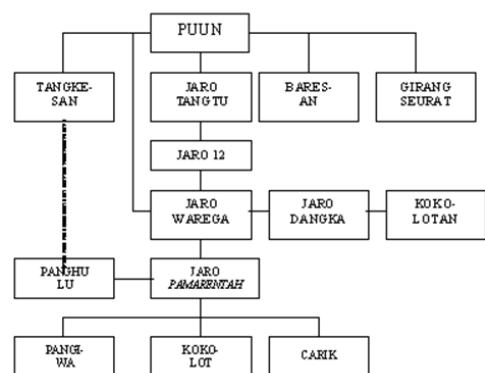 PUUN
TANGKE-
SAN
JARO
TANGTU
BARES-
AN
GIRANG
SEURAT
JARO 12
JARO
WAREGA
JARO
DANGKA
KOKO-
LOTAN
PANGHU
LU
JARO
PAMARENTAH
PANGI-
WA
KOKO-
LOT
CARIK